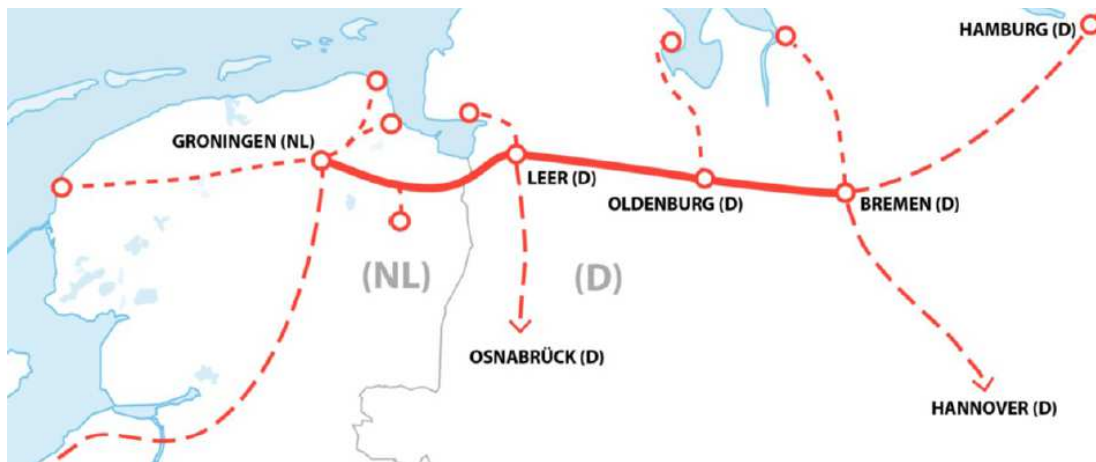 HAMBURG (D)
GRONINGEN (NL)
LEER (D)
OLDENBURG (D)
BREMEN (D)
(NL)
(D)
OSNABRÜCK (D)
HANNOVER (D)